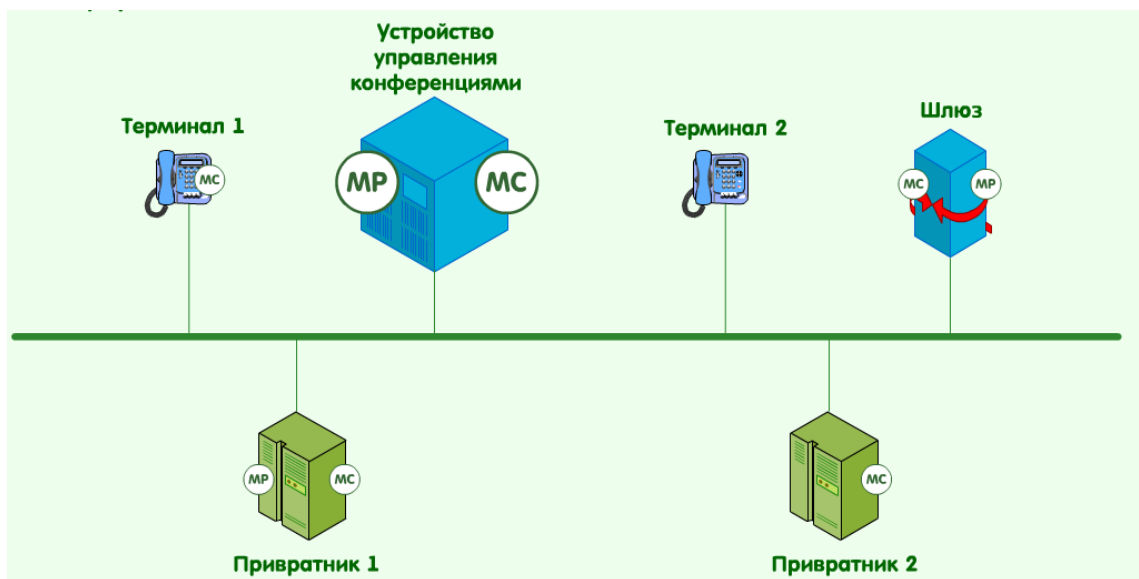 Устройство
управления
конференциями
Терминал 1
Терминал 2
Шлюз
MC
MP
MC
MC
MP
MP
MC
MC
Привратник 1
Привратник 2